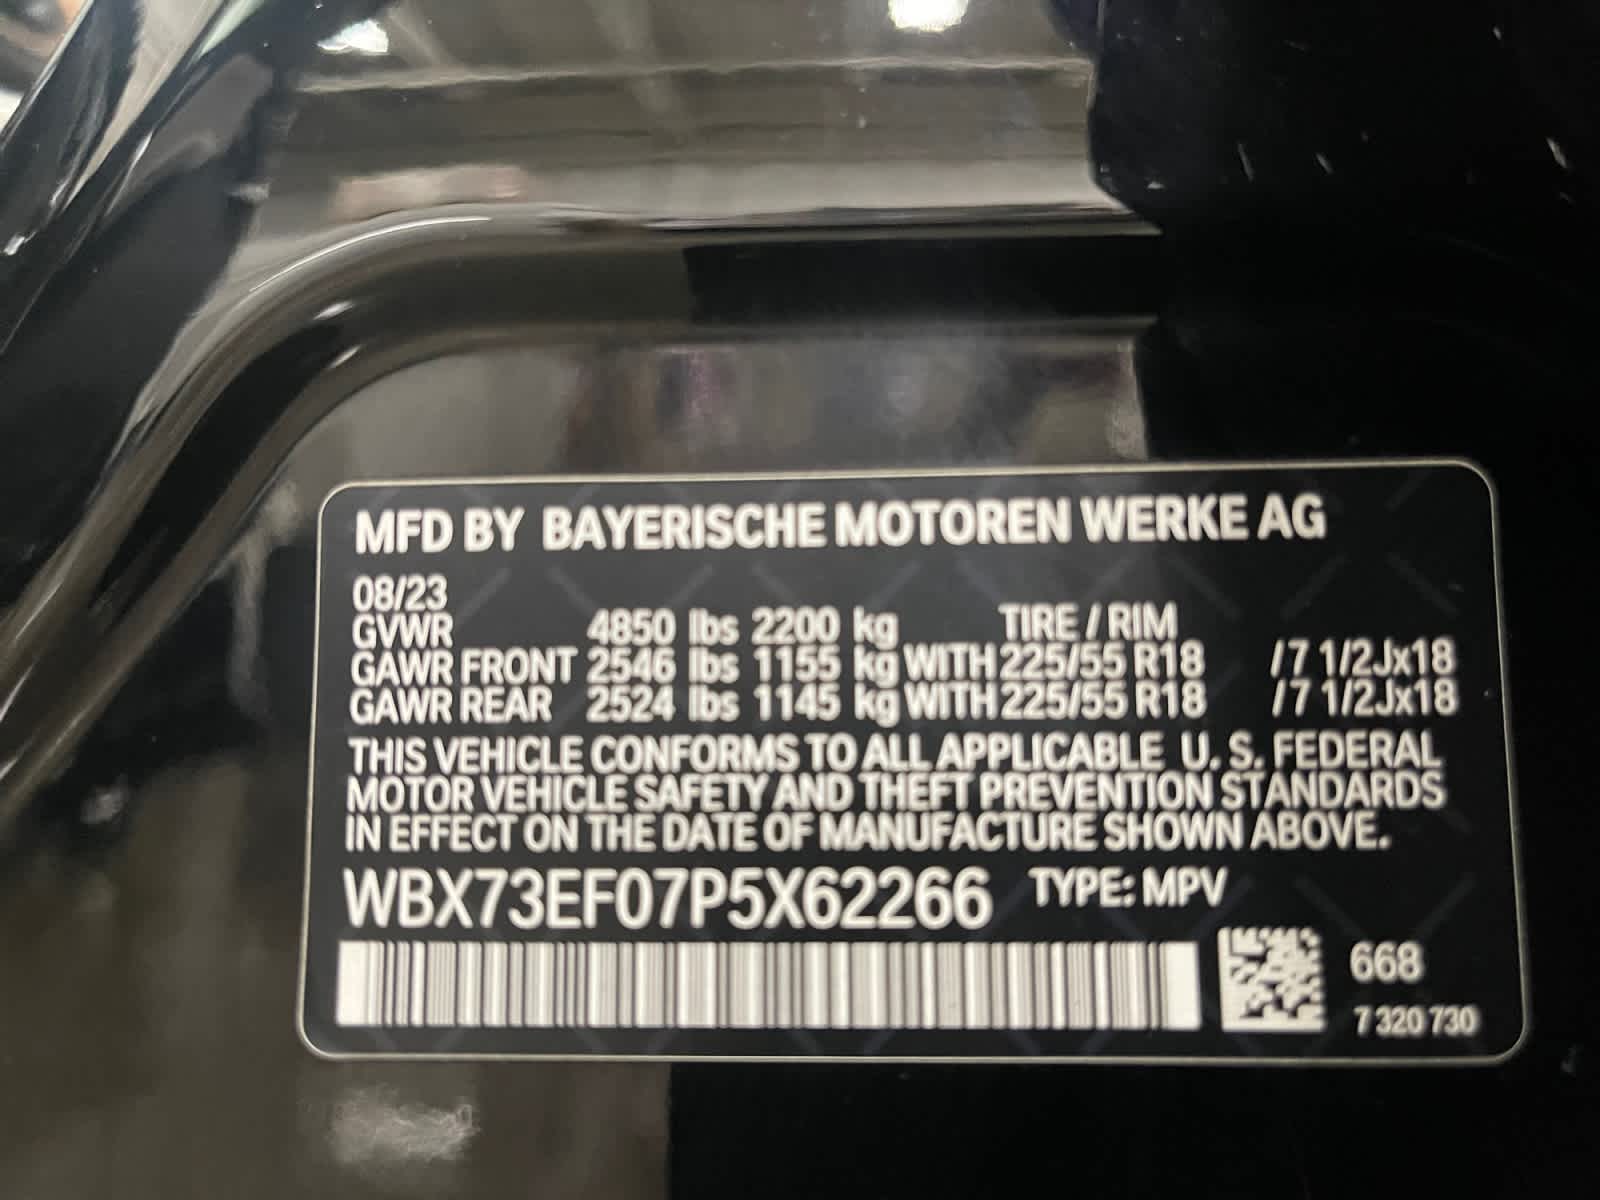 MFD BY BAYERISCHE MOTOREN WERKE AG
08/23
GVWR 4850 lbs 2200 kg TIRE / RIM
GAWR FRONT 2546 lbs 1155 kg WITH 225/55 R18 /7 1/2Jx18
GAWR REAR 2524 lbs 1145 kg WITH 225/55 R18 /7 1/2Jx18
THIS VEHICLE CONFORMS TO ALL APPLICABLE U. S. FEDERAL
MOTOR VEHICLE SAFETY AND THEFT PREVENTION STANDARDS
IN EFFECT ON THE DATE OF MANUFACTURE SHOWN ABOVE.
WBX73EF07P5X62266 TYPE: MPV
668
7 320 730